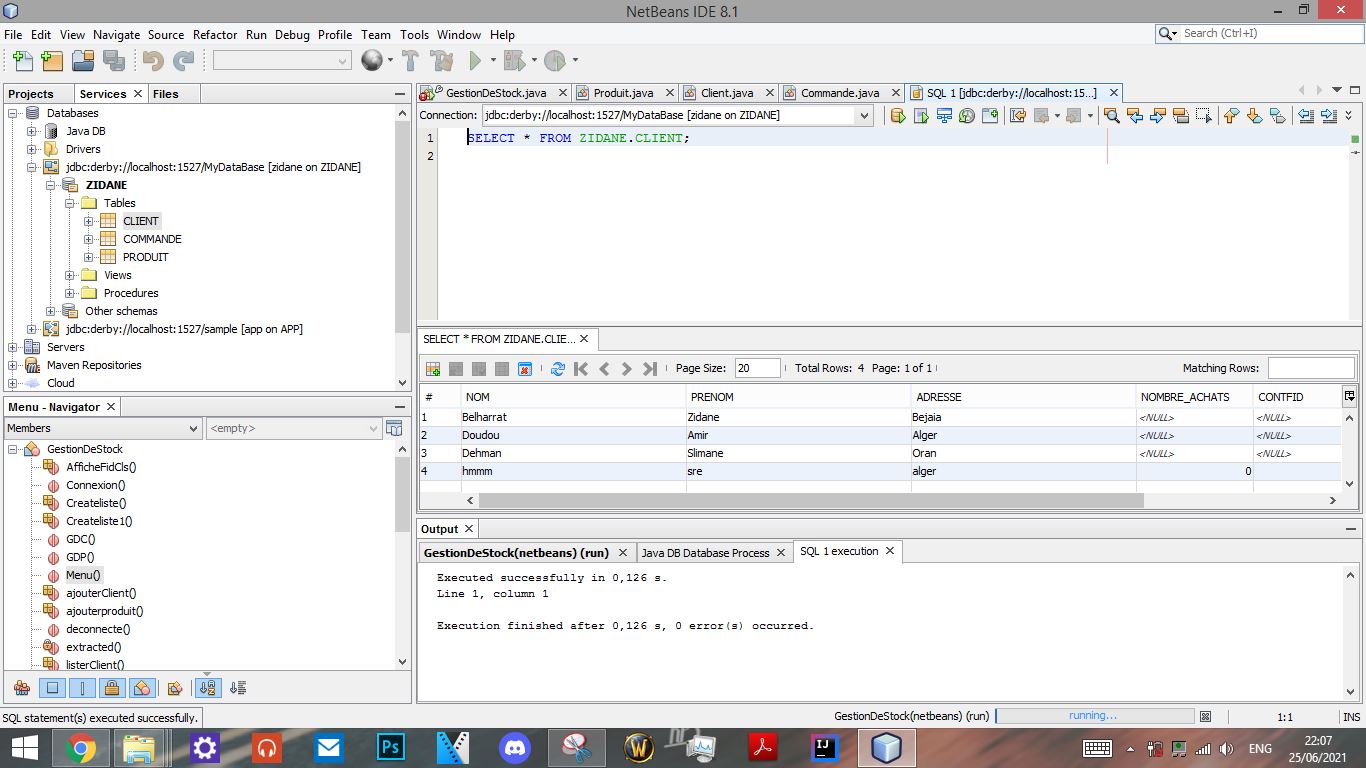 NetBeans IDE 8.1
File Edit View Navigate Source Refactor Run Debug Profile Team Tools Window Help
Search (Ctrl+I)
Projects Services Files
Databases
Java DB
Drivers
jdbc:derby://localhost:1527/MyDataBase [zidane on ZIDANE]
ZIDANE
Tables
CLIENT
COMMANDE
PRODUIT
Views
Procedures
Other schemas
jdbc:derby://localhost:1527/sample [app on APP]
Servers
Maven Repositories
Cloud
Menu - Navigator
Members <empty>
GestionDeStock
AfficheFidCls()
Connexion()
Createliste()
Createliste1()
GDC()
GDP()
Menu()
ajouterClient()
ajouterproduit()
deconnecte()
extracted()
listerClient()
SQL statement(s) executed successfully.
GestionDeStock.java Produit.java Client.java Commande.java SQL 1 [jdbc:derby://localhost:15...]
Connection: jdbc:derby://localhost:1527/MyDataBase [zidane on ZIDANE]
1 SELECT * FROM ZIDANE.CLIENT;
2
SELECT * FROM ZIDANE.CLIE...
Page Size: 20 Total Rows: 4 Page: 1 of 1 Matching Rows:
# NOM PRENOM ADRESSE NOMBRE_ACHATS CONTFID
1 Belharrat Zidane Bejaia <NULL> <NULL>
2 Doudou Amir Alger <NULL> <NULL>
3 Dehman Slimane Oran <NULL> <NULL>
4 hmmm sre alger 0
Output
GestionDeStock(netbeans) (run) Java DB Database Process SQL 1 execution
Executed successfully in 0,126 s.
Line 1, column 1
Execution finished after 0,126 s, 0 error(s) occurred.
GestionDeStock(netbeans) (run) running... 1:1 INS
Ps
IJ
ENG
22:07
25/06/2021